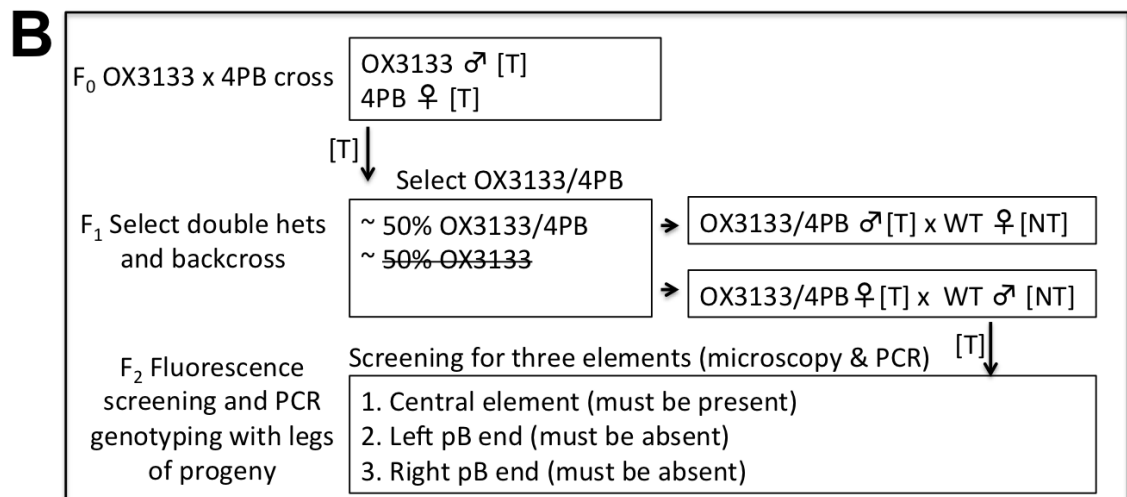 B
F₀ OX3133 x 4PB cross
OX3133 ♂ [T]
4PB ♀ [T]
[T]
Select OX3133/4PB
F₁ Select double hets
and backcross
~ 50% OX3133/4PB
~ 50% OX3133
OX3133/4PB ♂[T] x WT ♀ [NT]
OX3133/4PB♀[T] x WT ♂ [NT]
[T]
F₂ Fluorescence
screening and PCR
genotyping with legs
of progeny
Screening for three elements (microscopy & PCR)
1. Central element (must be present)
2. Left pB end (must be absent)
3. Right pB end (must be absent)